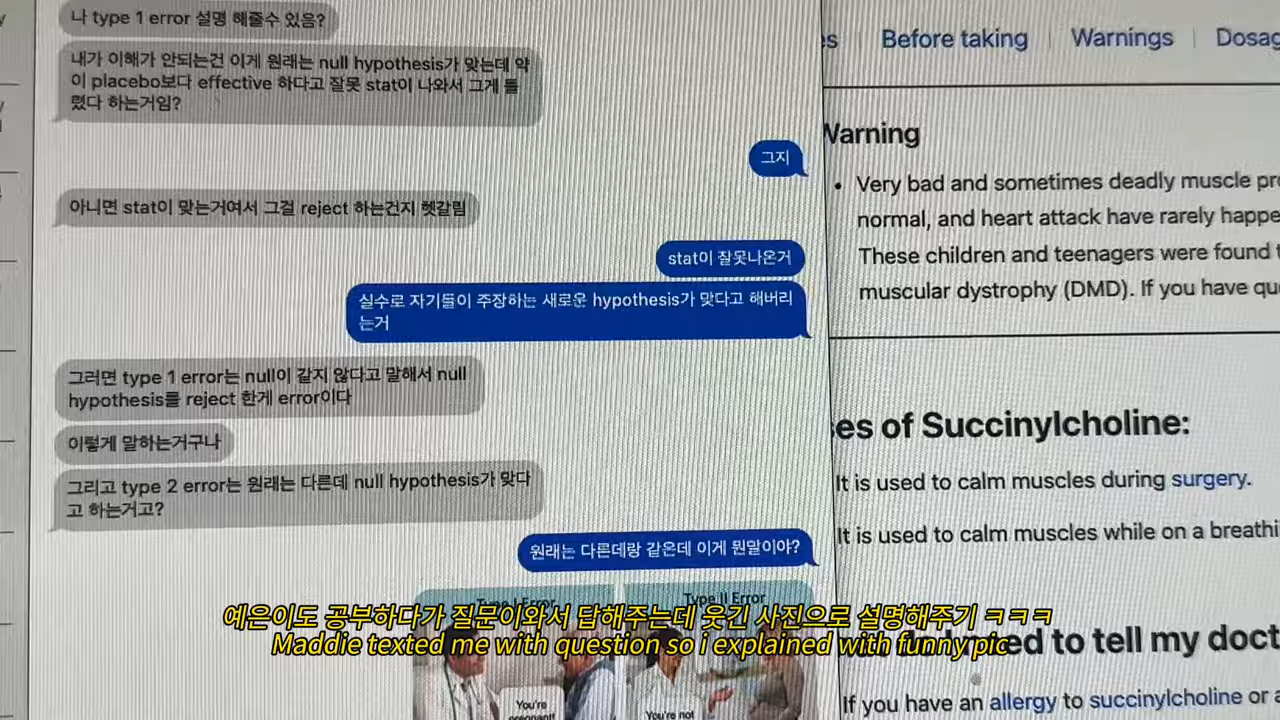 나 type 1 error 설명 해줄수 있음?
내가 이해가 안되는건 이게 원래는 null hypothesis가 맞는데 약
이 placebo보다 effective 하다고 잘못 stat이 나와서 그게 틀
렸다 하는거임?
그지
아니면 stat이 맞는거여서 그걸 reject 하는건지 헷갈림
stat이 잘못나온거
실수로 자기들이 주장하는 새로운 hypothesis가 맞다고 해버리
는거
그러면 type 1 error는 null이 같지 않다고 말해서 null
hypothesis를 reject 한게 error이다
이렇게 말하는거구나
그리고 type 2 error는 원래는 다른데 null hypothesis가 맞다
고 하는거고?
원래는 다른데랑 같은데 이게 뭔말이야?
Type I Error
Type II Error
You're
pregnant!
You're not
Before taking
Warnings
Warning
• Very bad and sometimes deadly muscle
normal, and heart attack have rarely
These children and teenagers were found
muscular dystrophy (DMD). If you have
of Succinylcholine:
It is used to calm muscles during surgery.
It is used to calm muscles while on a
to tell my
If you have an allergy to succinylcholine or
예은이도 공부하다가 질문이와서 답해주는데 웃긴 사진으로 설명해주기 ㅋㅋㅋ
Maddie texted me with question so i explained with funny pic